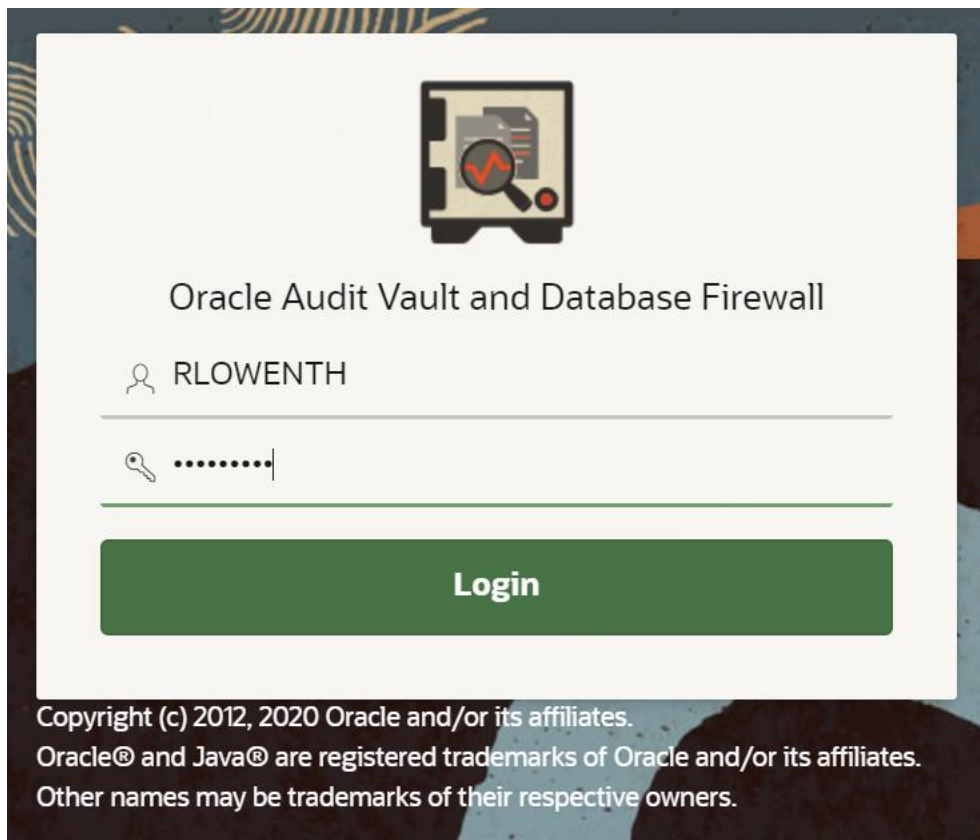 Oracle Audit Vault and Database Firewall
RLOWENTH
•••••••••
Login
Copyright (c) 2012, 2020 Oracle and/or its affiliates.
Oracle® and Java® are registered trademarks of Oracle and/or its affiliates.
Other names may be trademarks of their respective owners.